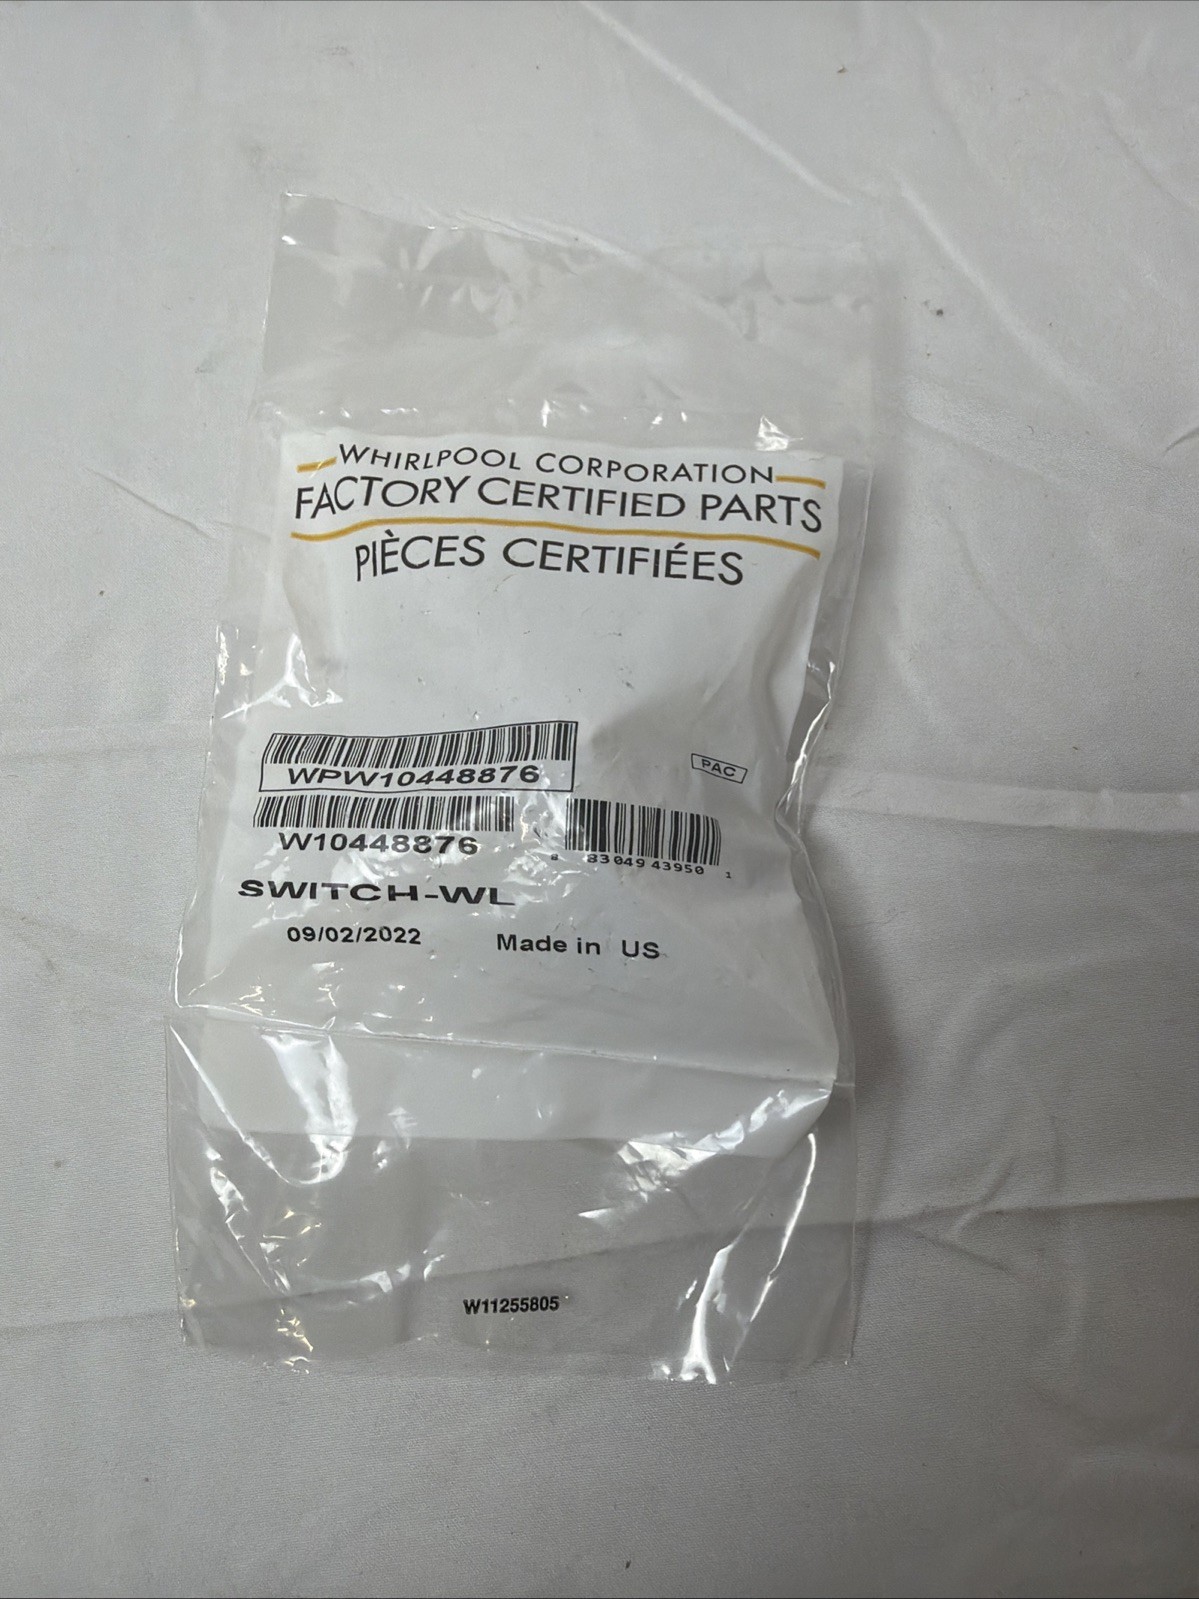 WHIRLPOOL CORPORATION
FACTORY CERTIFIED PARTS
PIÈCES CERTIFIÉES
WPW10448876
PAC
W10448876
8 83049 43950 1
SWITCH-WL
09/02/2022 Made in US
W11255805